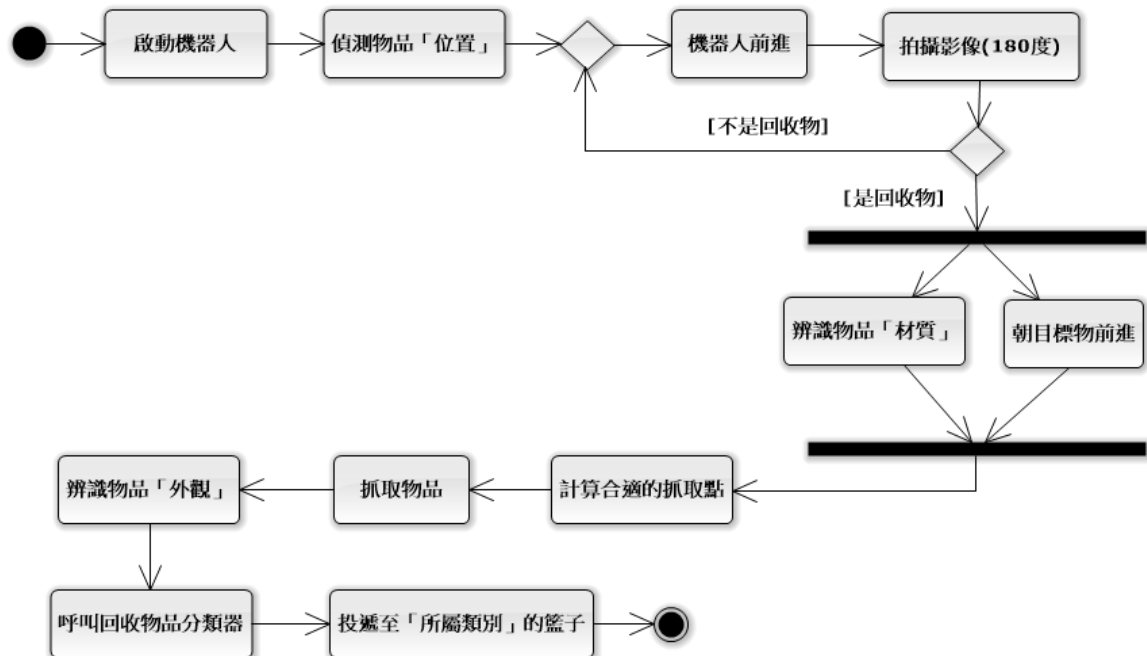 啟動機器人
偵測物品「位置」
機器人前進
拍攝影像(180度)
[不是回收物]
[是回收物]
辨識物品「材質」
朝目標物前進
計算合適的抓取點
抓取物品
辨識物品「外觀」
呼叫回收物品分類器
投遞至「所屬類別」的籃子